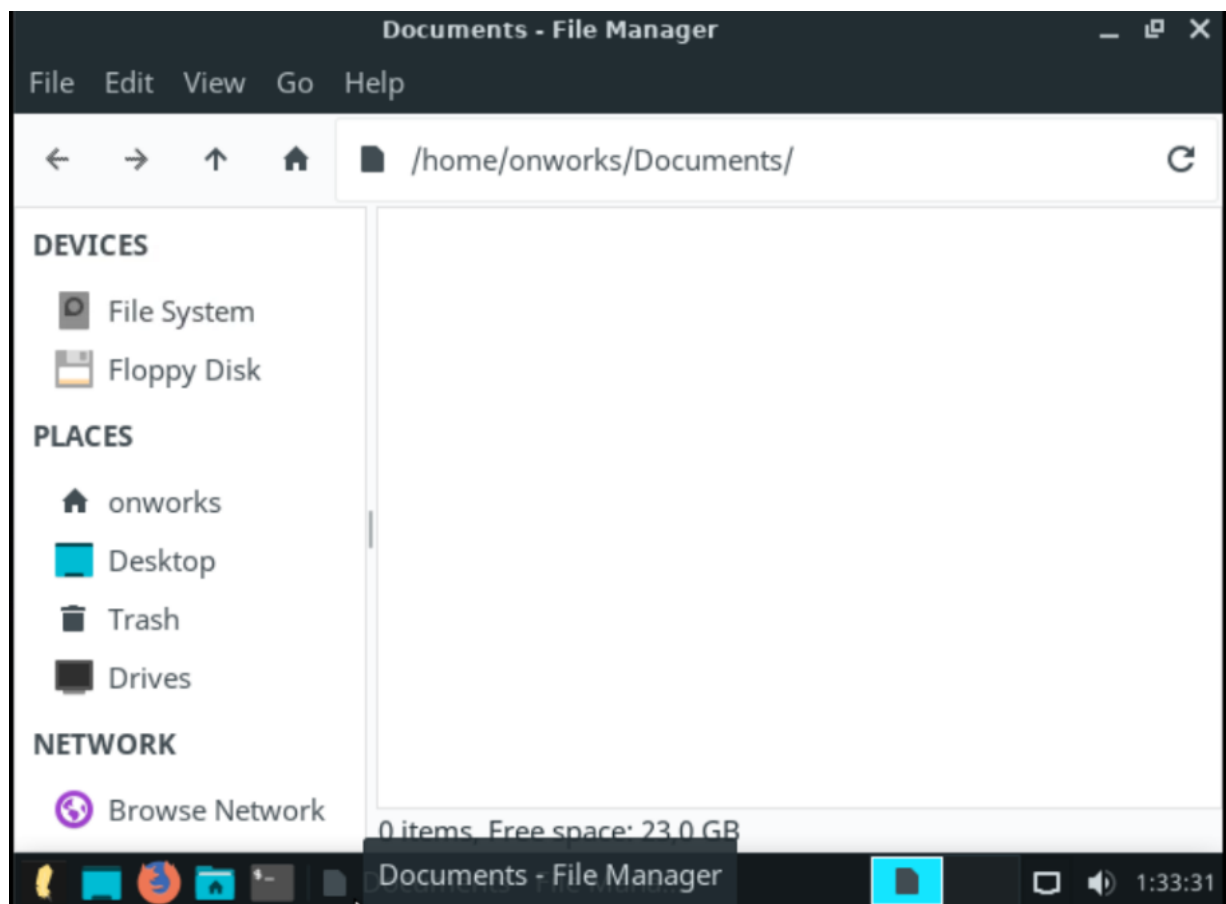 Documents - File Manager
File Edit View Go Help
/home/onworks/Documents/
DEVICES
File System
Floppy Disk
PLACES
onworks
Desktop
Trash
Drives
NETWORK
Browse Network
0 items, Free space: 23,0 GB
Documents - File Manager
$_
1:33:31